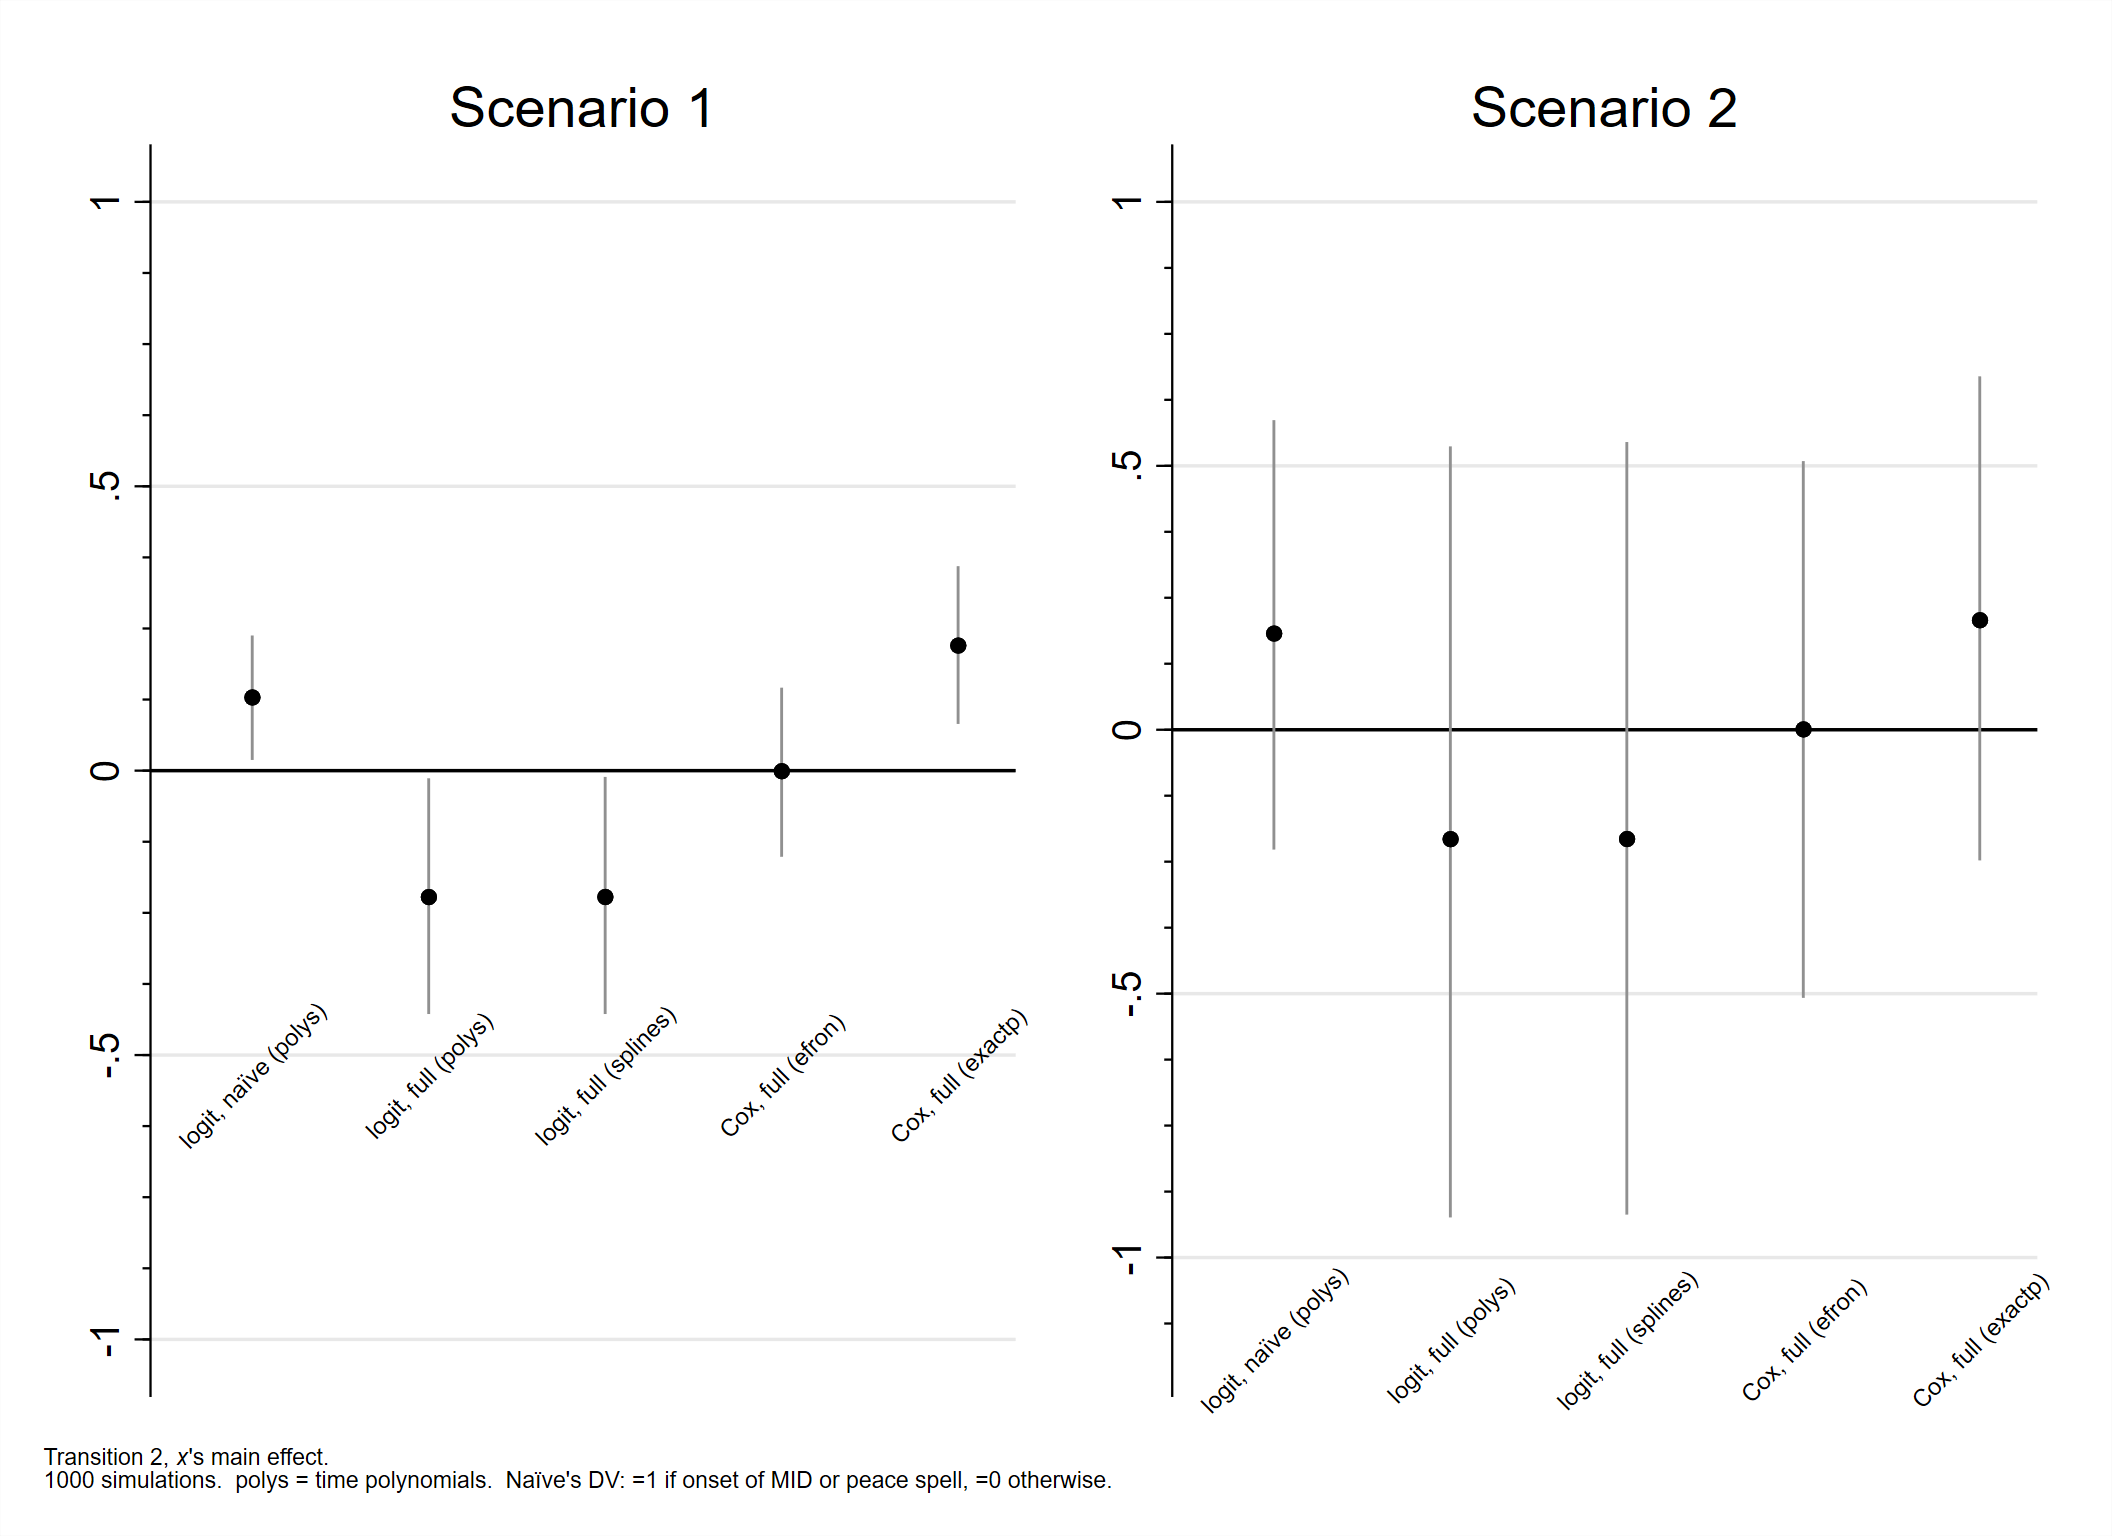 Scenario 1
1
.5
0
-.5
-1
logit, naïve (polys)
logit, full (polys)
logit, full (splines)
Cox, full (efron)
Cox, full (exactp)
Scenario 2
1
.5
0
-.5
-1
logit, naïve (polys)
logit, full (polys)
logit, full (splines)
Cox, full (efron)
Cox, full (exactp)
Transition 2, x's main effect.
1000 simulations.  polys = time polynomials.  Naïve's DV: =1 if onset of MID or peace spell, =0 otherwise.